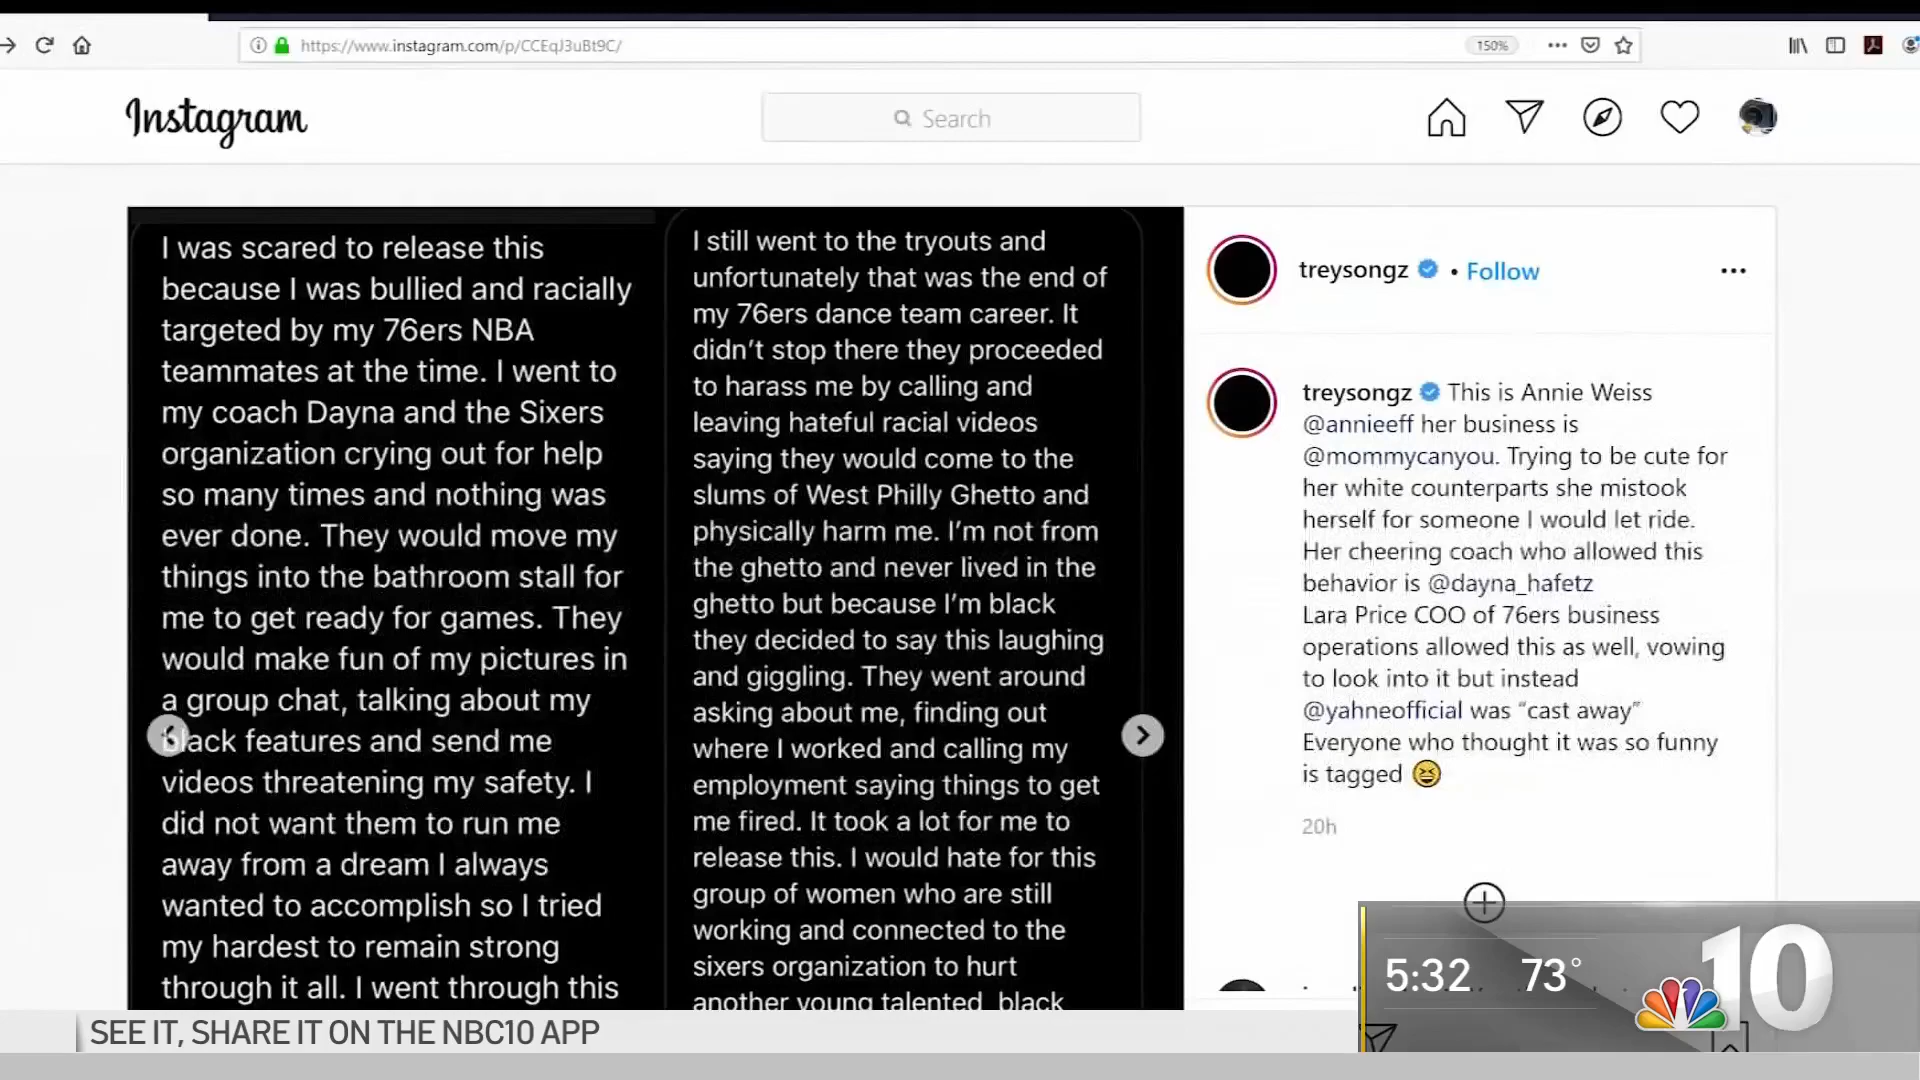 https://www.instagram.com/p/CCEqJ3uBt9C/
150%
Instagram
Search
I was scared to release this
because I was bullied and racially
targeted by my 76ers NBA
teammates at the time. I went to
my coach Dayna and the Sixers
organization crying out for help
so many times and nothing was
ever done. They would move my
things into the bathroom stall for
me to get ready for games. They
would make fun of my pictures in
a group chat, talking about my
black features and send me
videos threatening my safety. I
did not want them to run me
away from a dream I always
wanted to accomplish so I tried
my hardest to remain strong
through it all. I went through this
I still went to the tryouts and
unfortunately that was the end of
my 76ers dance team career. It
didn't stop there they proceeded
to harass me by calling and
leaving hateful racial videos
saying they would come to the
slums of West Philly Ghetto and
physically harm me. I'm not from
the ghetto and never lived in the
ghetto but because I'm black
they decided to say this laughing
and giggling. They went around
asking about me, finding out
where I worked and calling my
employment saying things to get
me fired. It took a lot for me to
release this. I would hate for this
group of women who are still
working and connected to the
sixers organization to hurt
another young talented, black
treysongz • Follow
treysongz This is Annie Weiss
@annieeff her business is
@mommycanyou. Trying to be cute for
her white counterparts she mistook
herself for someone I would let ride.
Her cheering coach who allowed this
behavior is @dayna_hafetz
Lara Price COO of 76ers business
operations allowed this as well, vowing
to look into it but instead
@yahneofficial was “cast away”
Everyone who thought it was so funny
is tagged 😆
20h
5:32 73°
10
SEE IT, SHARE IT ON THE NBC10 APP